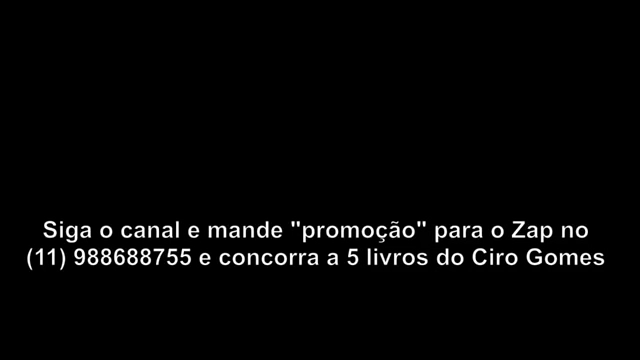 Siga o canal e mande "promoção" para o Zap no
(11) 988688755 e concorra a 5 livros do Ciro Gomes